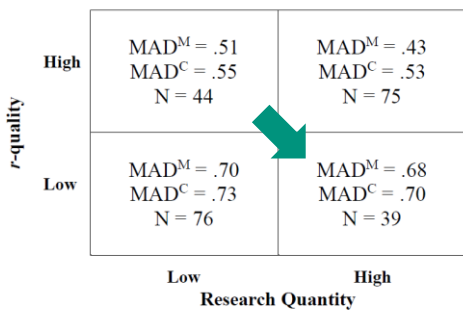 r-quality
High
MAD^M = .51
MAD^C = .55
N = 44
MAD^M = .43
MAD^C = .53
N = 75
Low
MAD^M = .70
MAD^C = .73
N = 76
MAD^M = .68
MAD^C = .70
N = 39
Low
High
Research Quantity